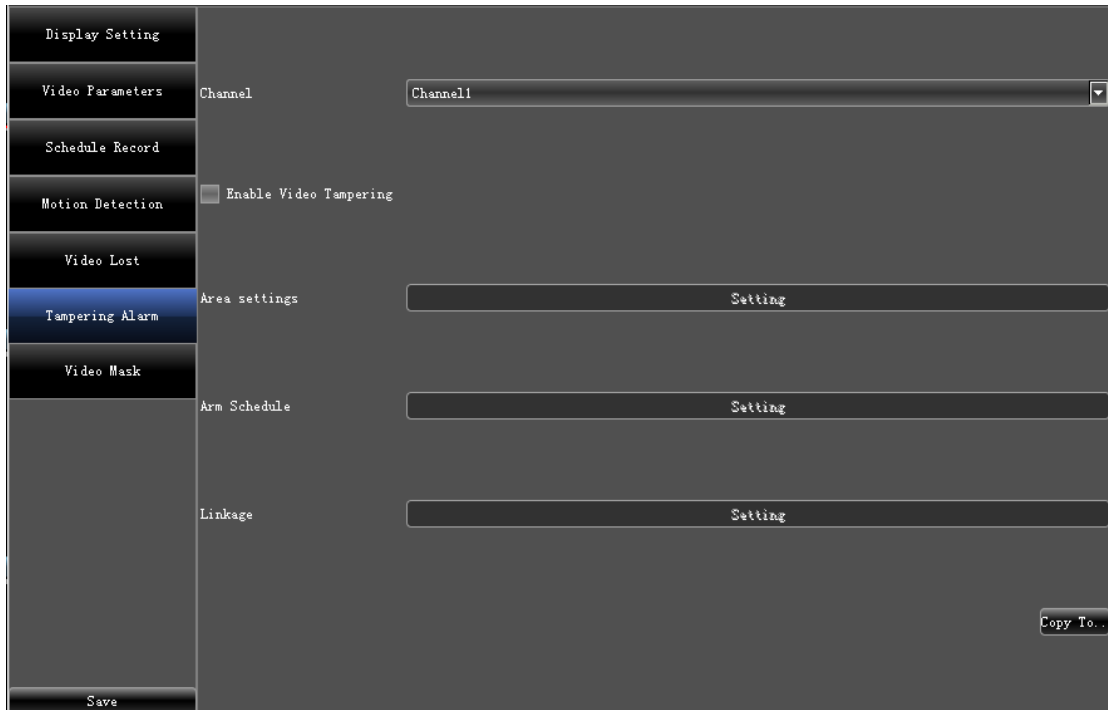 Display Setting
Video Parameters
Schedule Record
Motion Detection
Video Lost
Tampering Alarm
Video Mask
Save
Channel
Channel1
Enable Video Tampering
Area settings
Setting
Arm Schedule
Setting
Linkage
Setting
Copy To..